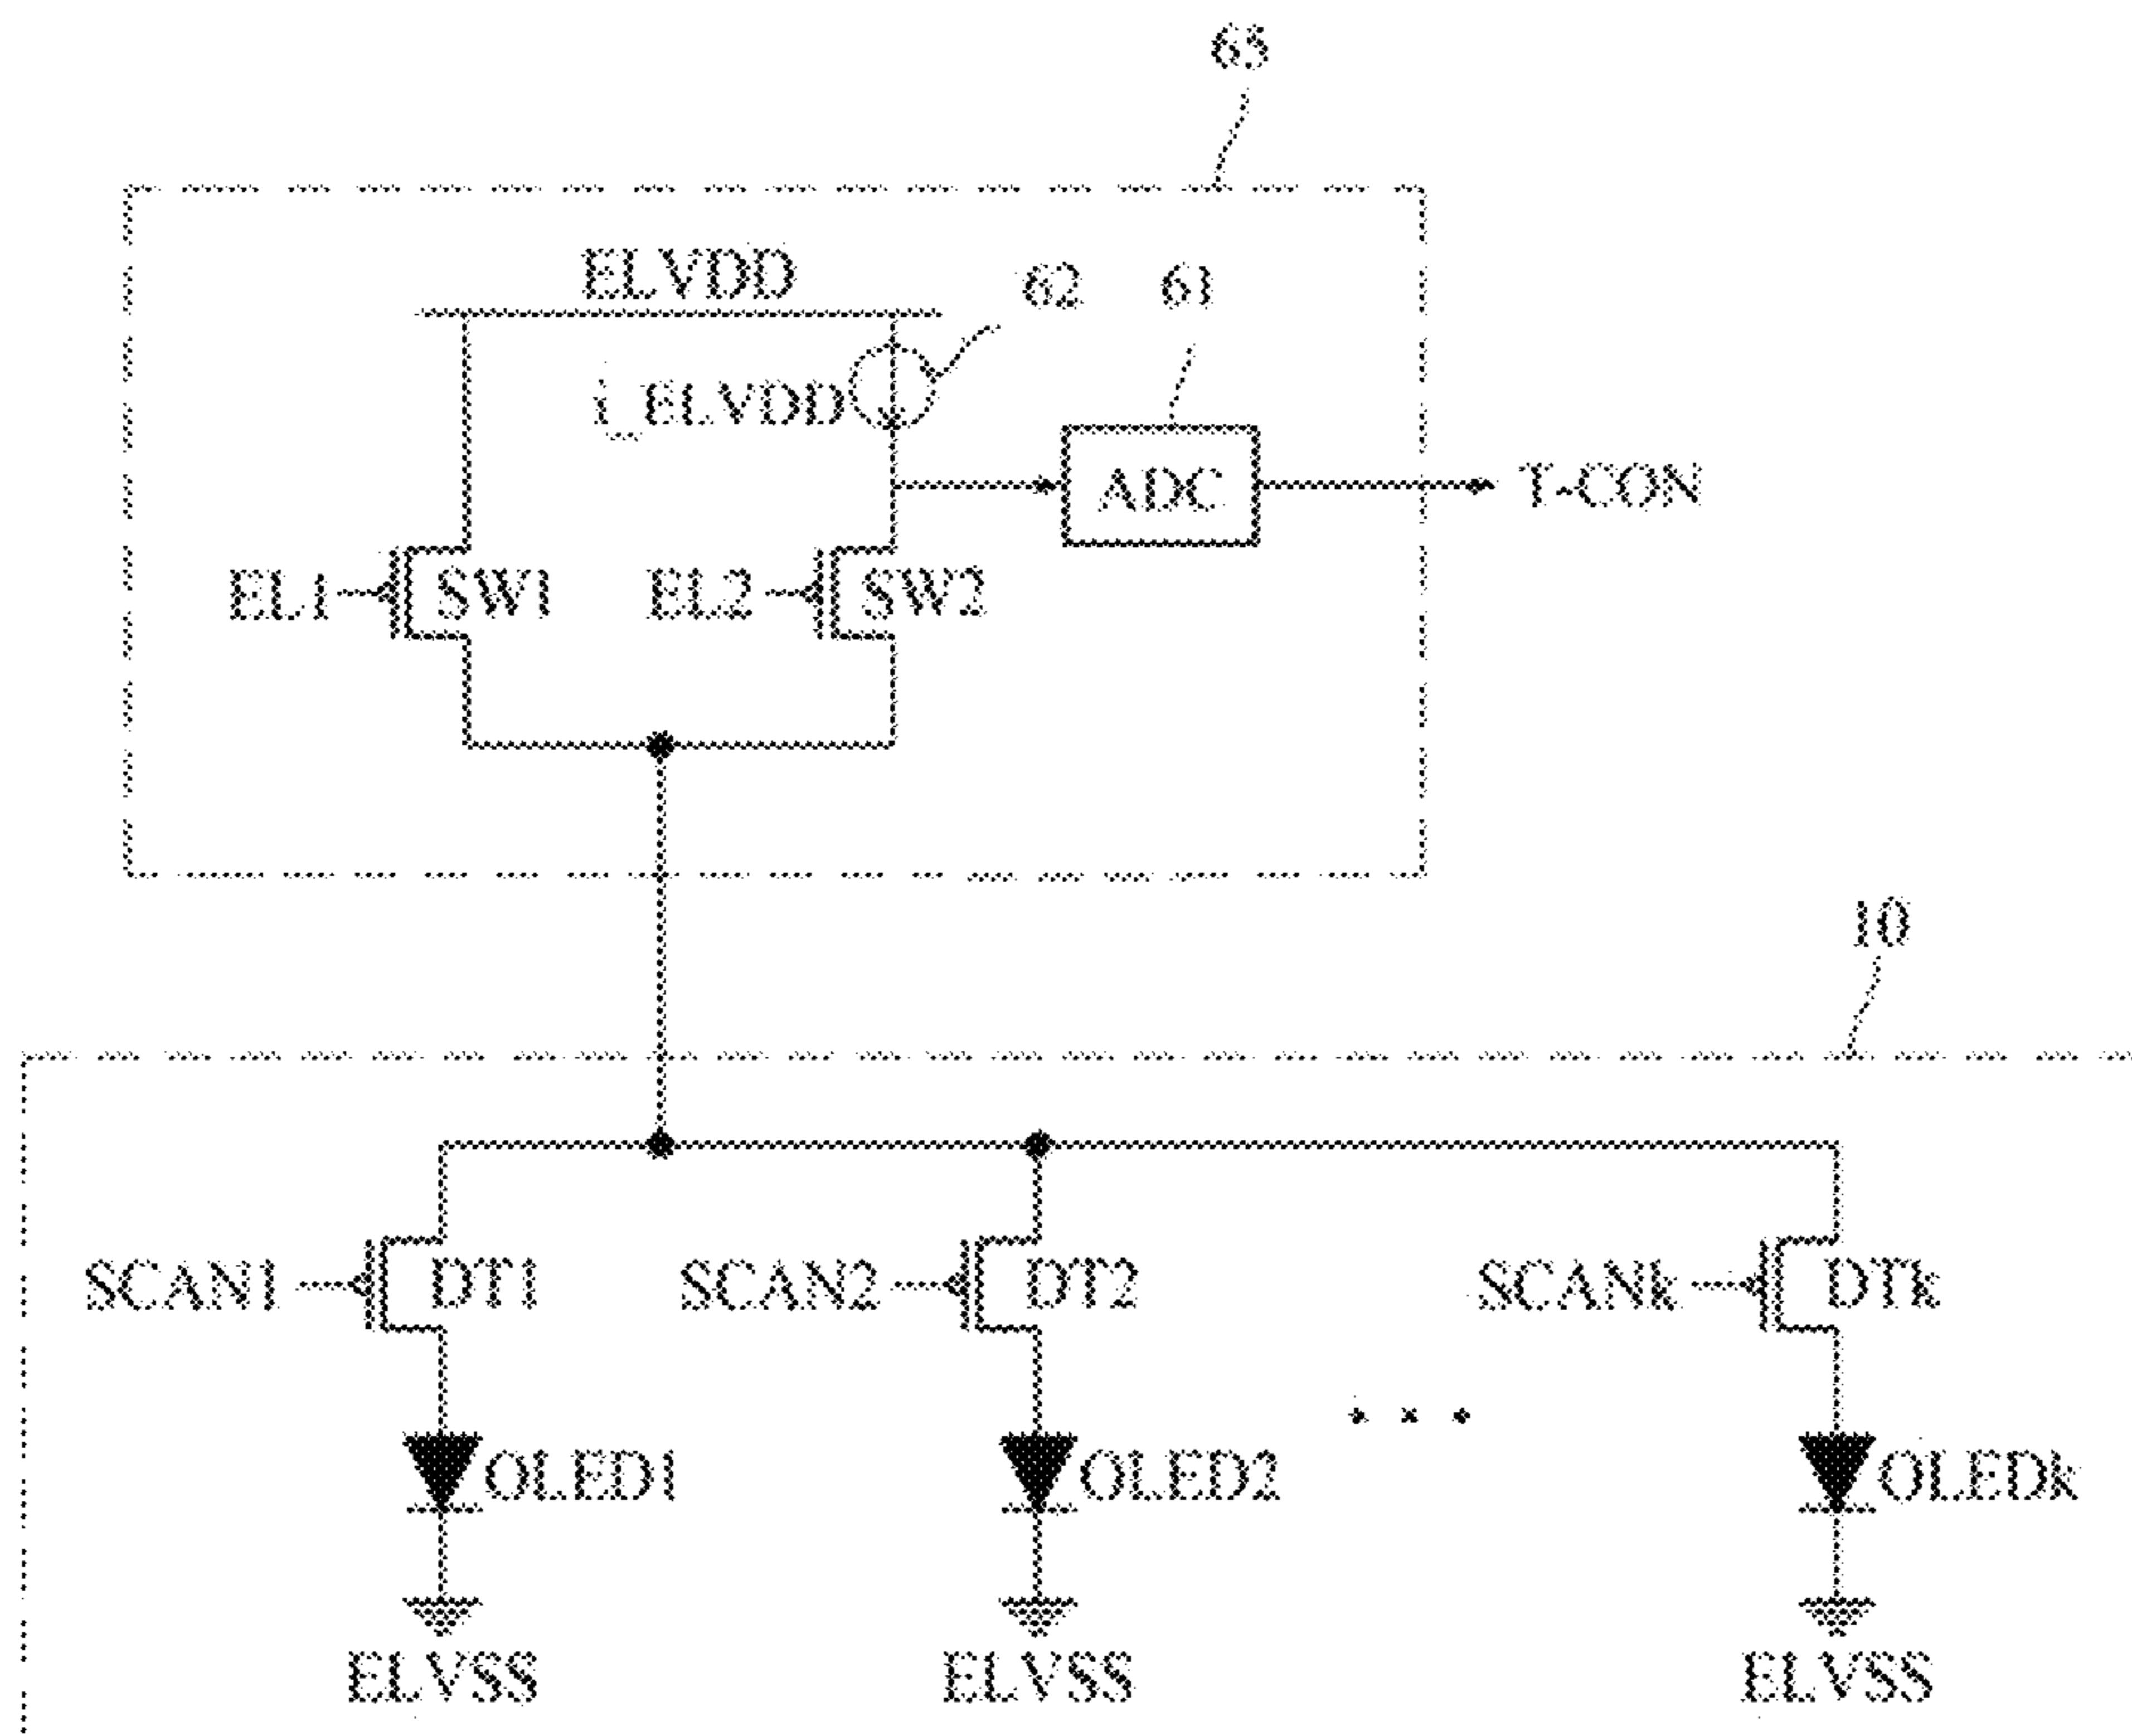 65
ELVDD
62
61
i_ELVDD
ADC
T-CON
EL1
SW1
EL2
SW2
10
SCAN1
DT1
SCAN2
DT2
SCANk
DTk
. . .
OLED1
OLED2
OLEDk
ELVSS
ELVSS
ELVSS